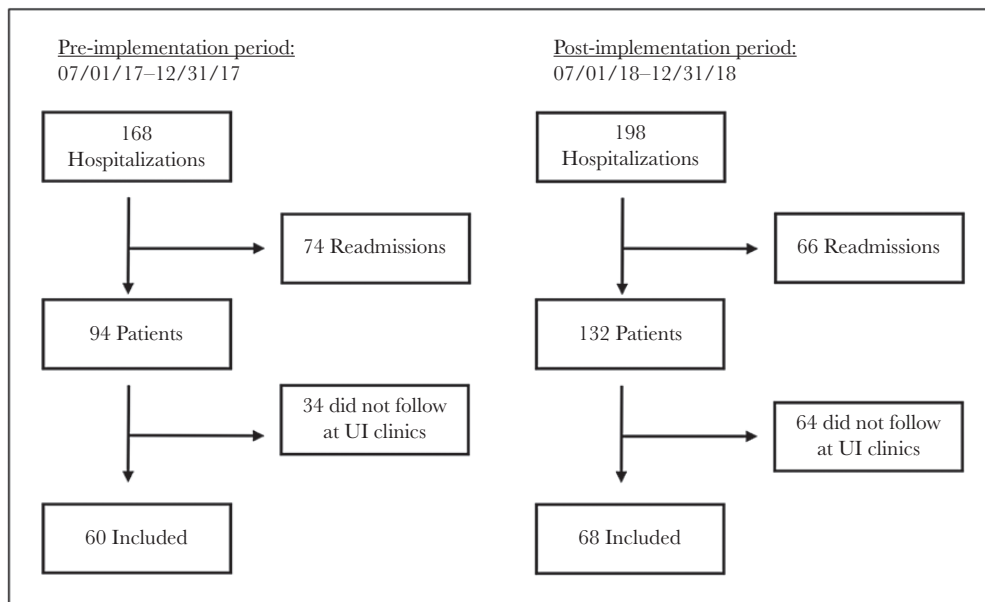 Pre-implementation period:
07/01/17–12/31/17
168
Hospitalizations
74 Readmissions
94 Patients
34 did not follow
at UI clinics
60 Included
Post-implementation period:
07/01/18–12/31/18
198
Hospitalizations
66 Readmissions
132 Patients
64 did not follow
at UI clinics
68 Included